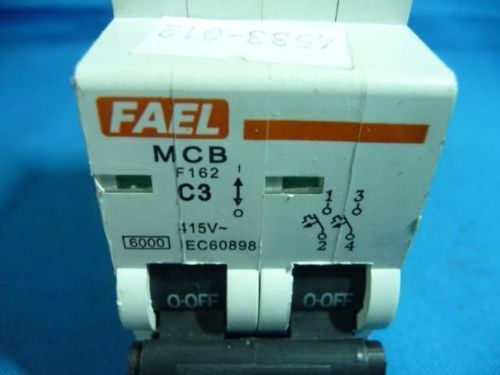 4533-012
FAEL
MCB
F162 I
C3
O
1 3
415V~
2 4
6000 IEC60898
O-OFF O-OFF